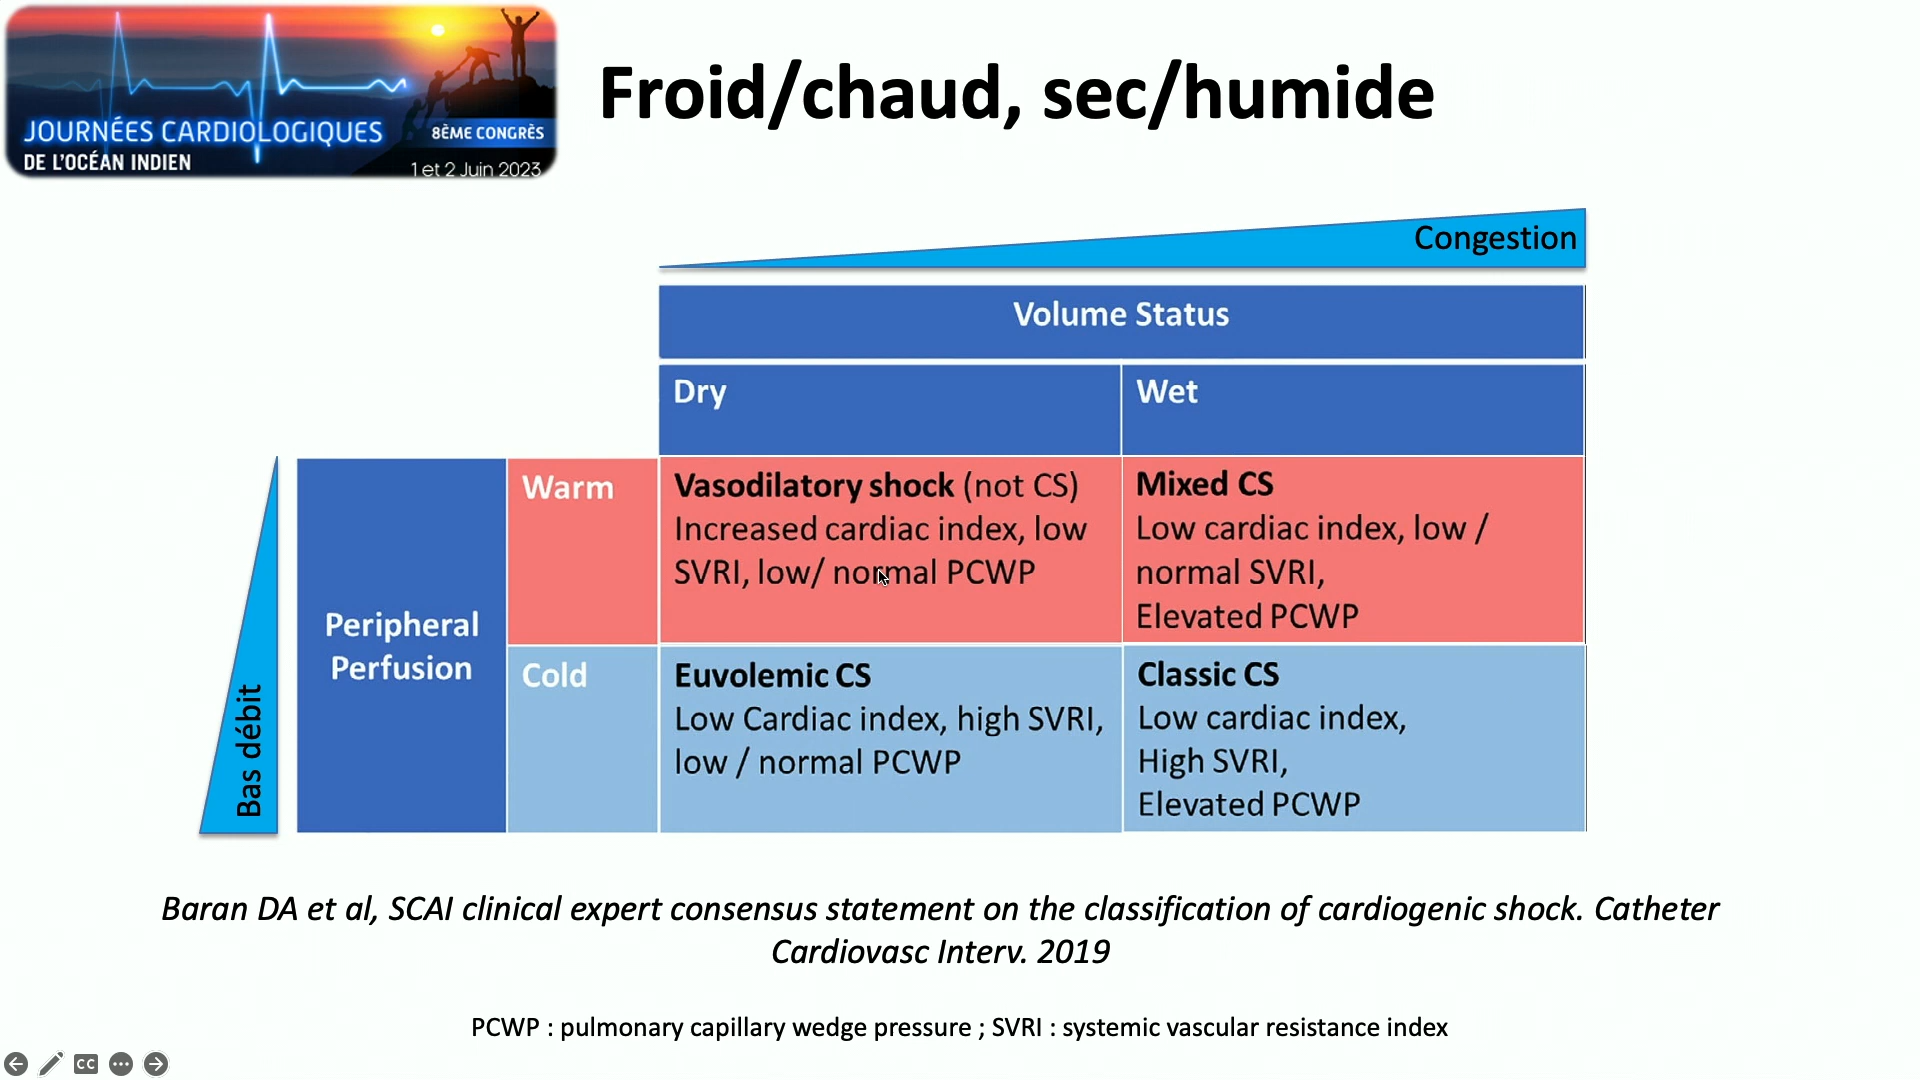 JOURNÉES CARDIOLOGIQUES
DE L'OCÉAN INDIEN
8ÈME CONGRÈS
1 et 2 Juin 2023
Froid/chaud, sec/humide
Congestion
Volume Status
Dry
Wet
Bas débit
Peripheral
Perfusion
Warm
Vasodilatory shock (not CS)
Increased cardiac index, low
SVRI, low/ normal PCWP
Mixed CS
Low cardiac index, low /
normal SVRI,
Elevated PCWP
Cold
Euvolemic CS
Low Cardiac index, high SVRI,
low / normal PCWP
Classic CS
Low cardiac index,
High SVRI,
Elevated PCWP
Baran DA et al, SCAI clinical expert consensus statement on the classification of cardiogenic shock. Catheter
Cardiovasc Interv. 2019
PCWP : pulmonary capillary wedge pressure ; SVRI : systemic vascular resistance index
CC